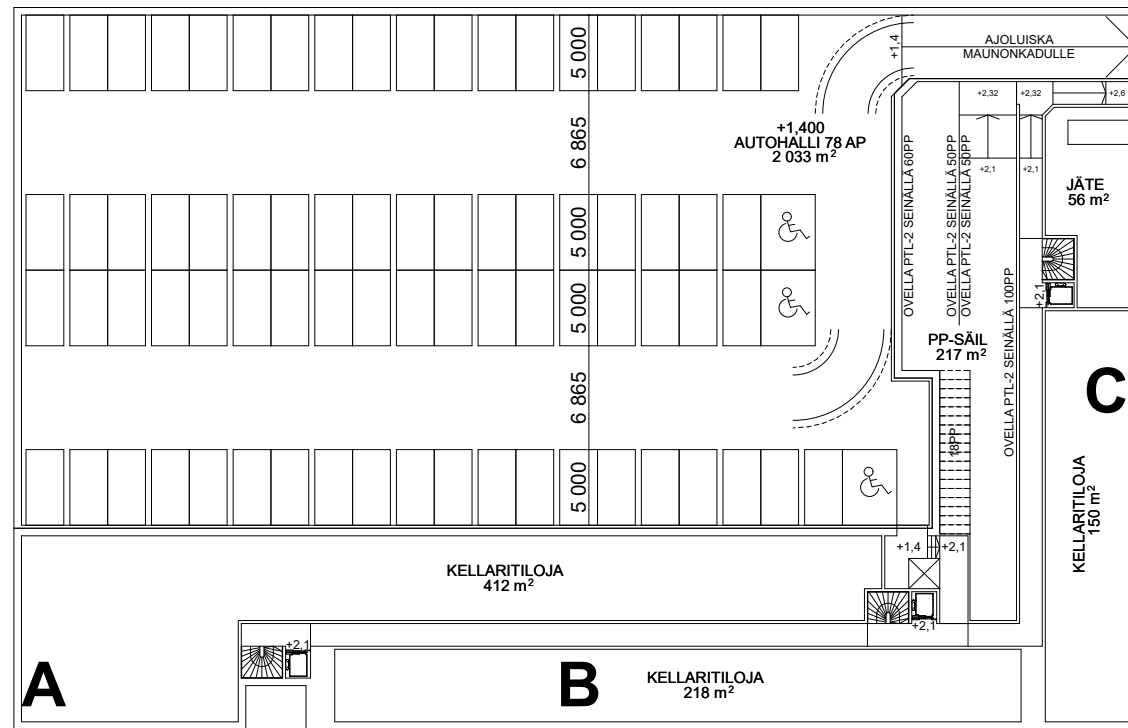 5 000
6 865
5 000
5 000
6 865
5 000
+1,4
AJOLUISKA
MAUNONKADULLE
+1,400
AUTOHALLI 78 AP
2 033 m²
OVELLA PTL-2 SEINÄLLÄ 60PP
OVELLA PTL-2 SEINÄLLÄ 50PP
OVELLA PTL-2 SEINÄLLÄ 50PP
+2,32
+2,32
+2,6
+2,1
+2,1
JÄTE
56 m²
+2,1
OVELLA PTL-2 SEINÄLLÄ 100PP
PP-SÄIL
217 m²
18PP
C
KELLARITILOJA
150 m²
+1,4
+2,1
KELLARITILOJA
412 m²
+2,1
+2,1
A
B
KELLARITILOJA
218 m²